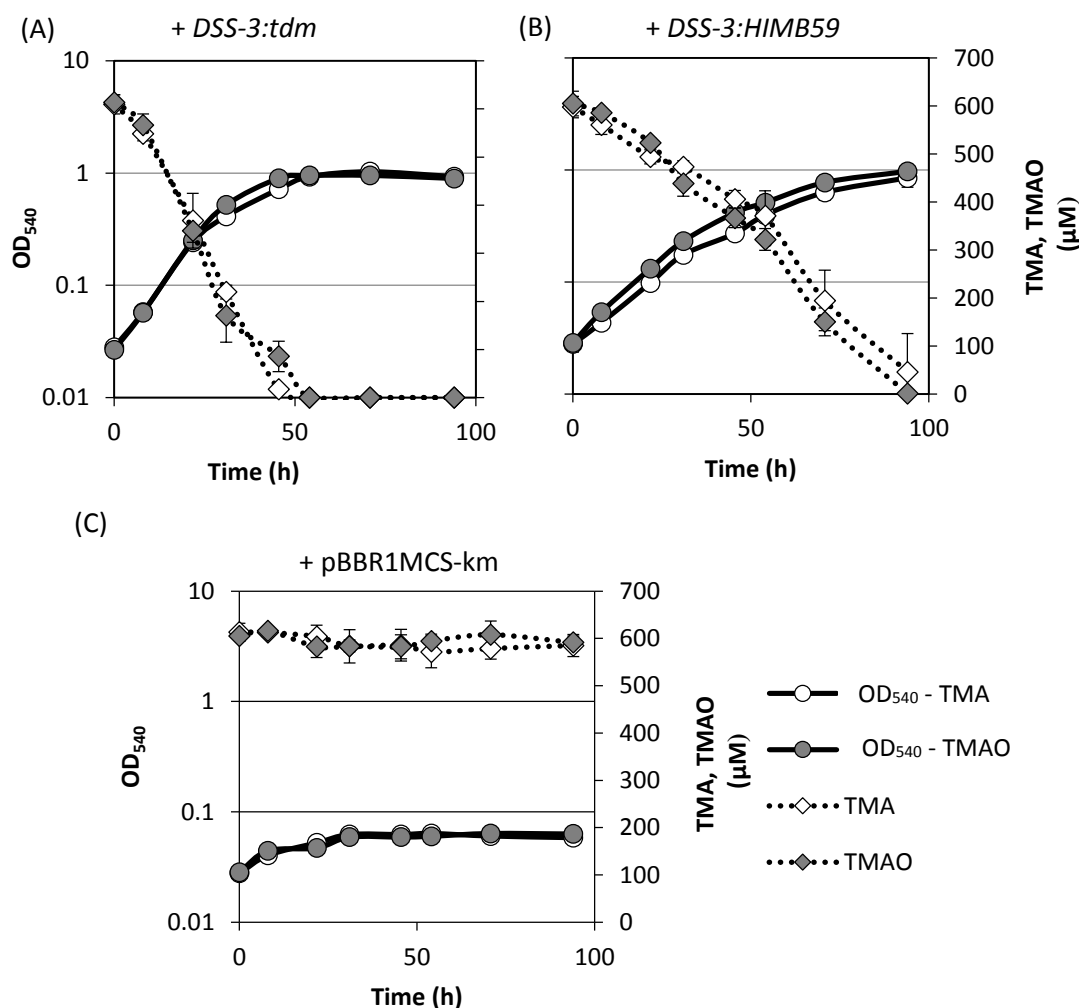 (A)
+ DSS-3:tdm
10
1
0.1
0.01
OD540
0
50
100
Time (h)
(B)
+ DSS-3:HIMB59
700
600
500
400
300
200
100
0
TMA, TMAO
(μM)
0
50
100
Time (h)
(C)
+ pBBR1MCS-km
10
1
0.1
0.01
OD540
700
600
500
400
300
200
100
0
TMA, TMAO
(μM)
0
50
100
Time (h)
OD540 - TMA
OD540 - TMAO
TMA
TMAO